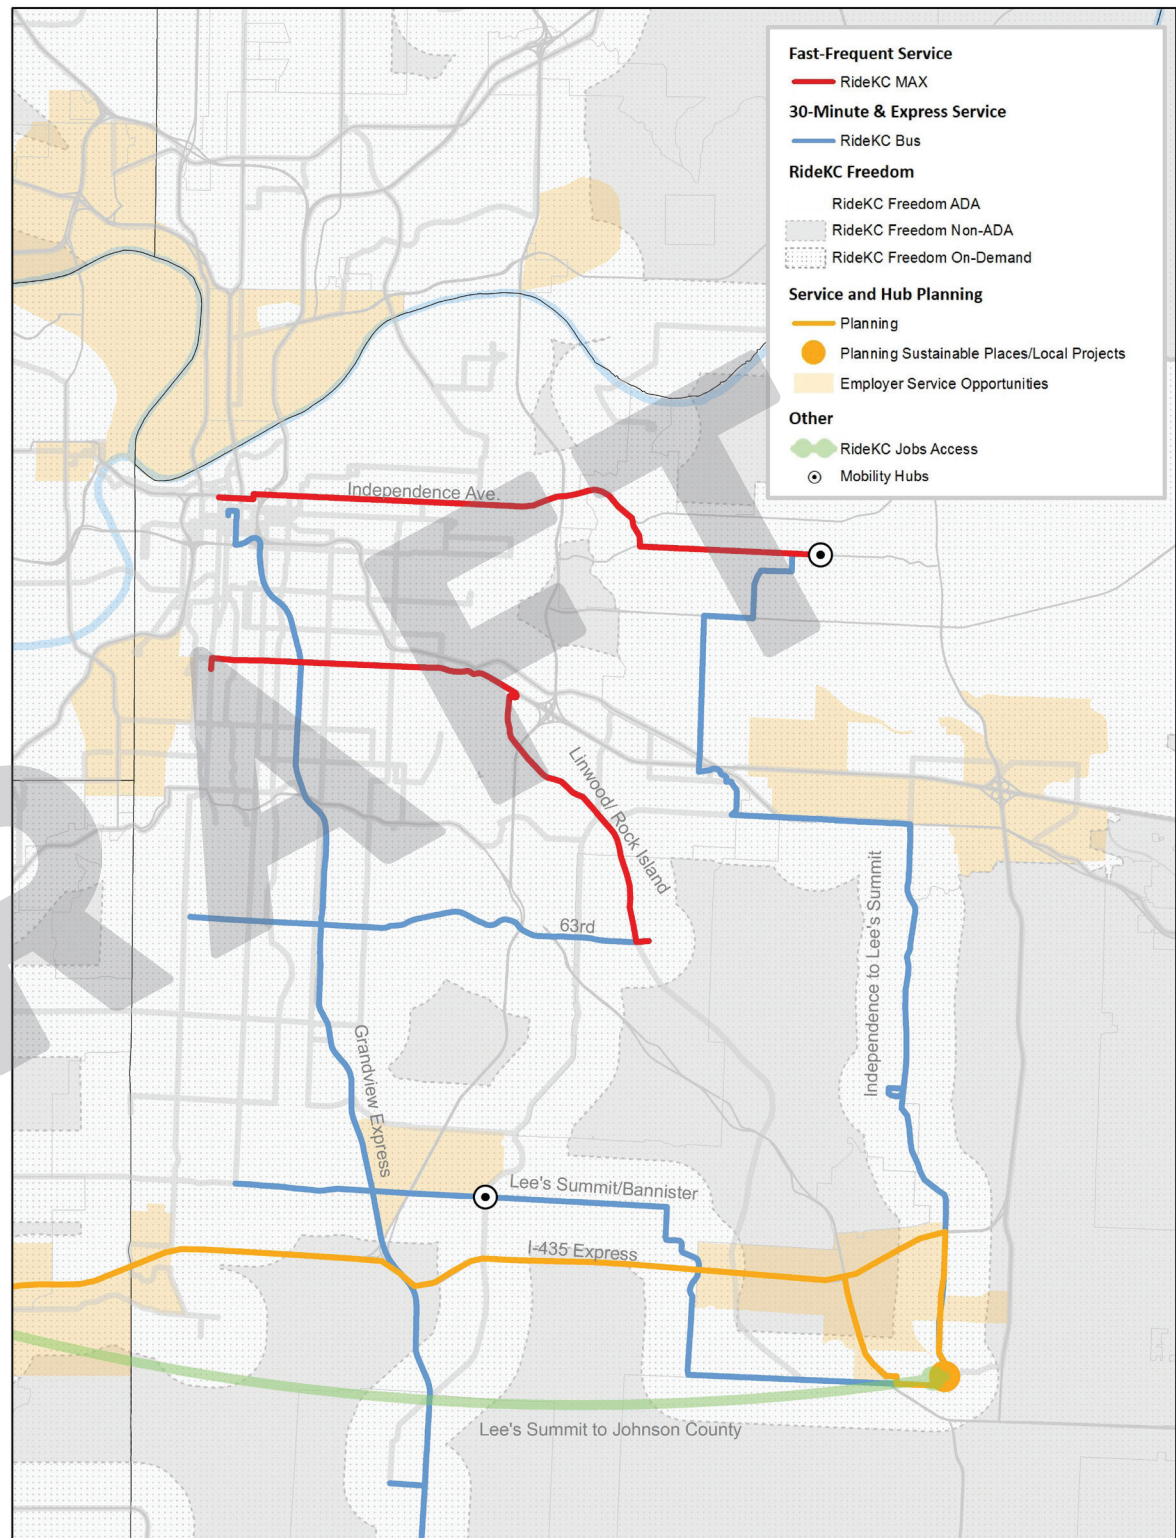 Fast-Frequent Service
RideKC MAX
30-Minute & Express Service
RideKC Bus
RideKC Freedom
RideKC Freedom ADA
RideKC Freedom Non-ADA
RideKC Freedom On-Demand
Service and Hub Planning
Planning
Planning Sustainable Places/Local Projects
Employer Service Opportunities
Other
RideKC Jobs Access
Mobility Hubs
Independence Ave.
Linwood/ Rock Island
63rd
Independence to Lee's Summit
Grandview Express
Lee's Summit/Bannister
I-435 Express
Lee's Summit to Johnson County
RAFT